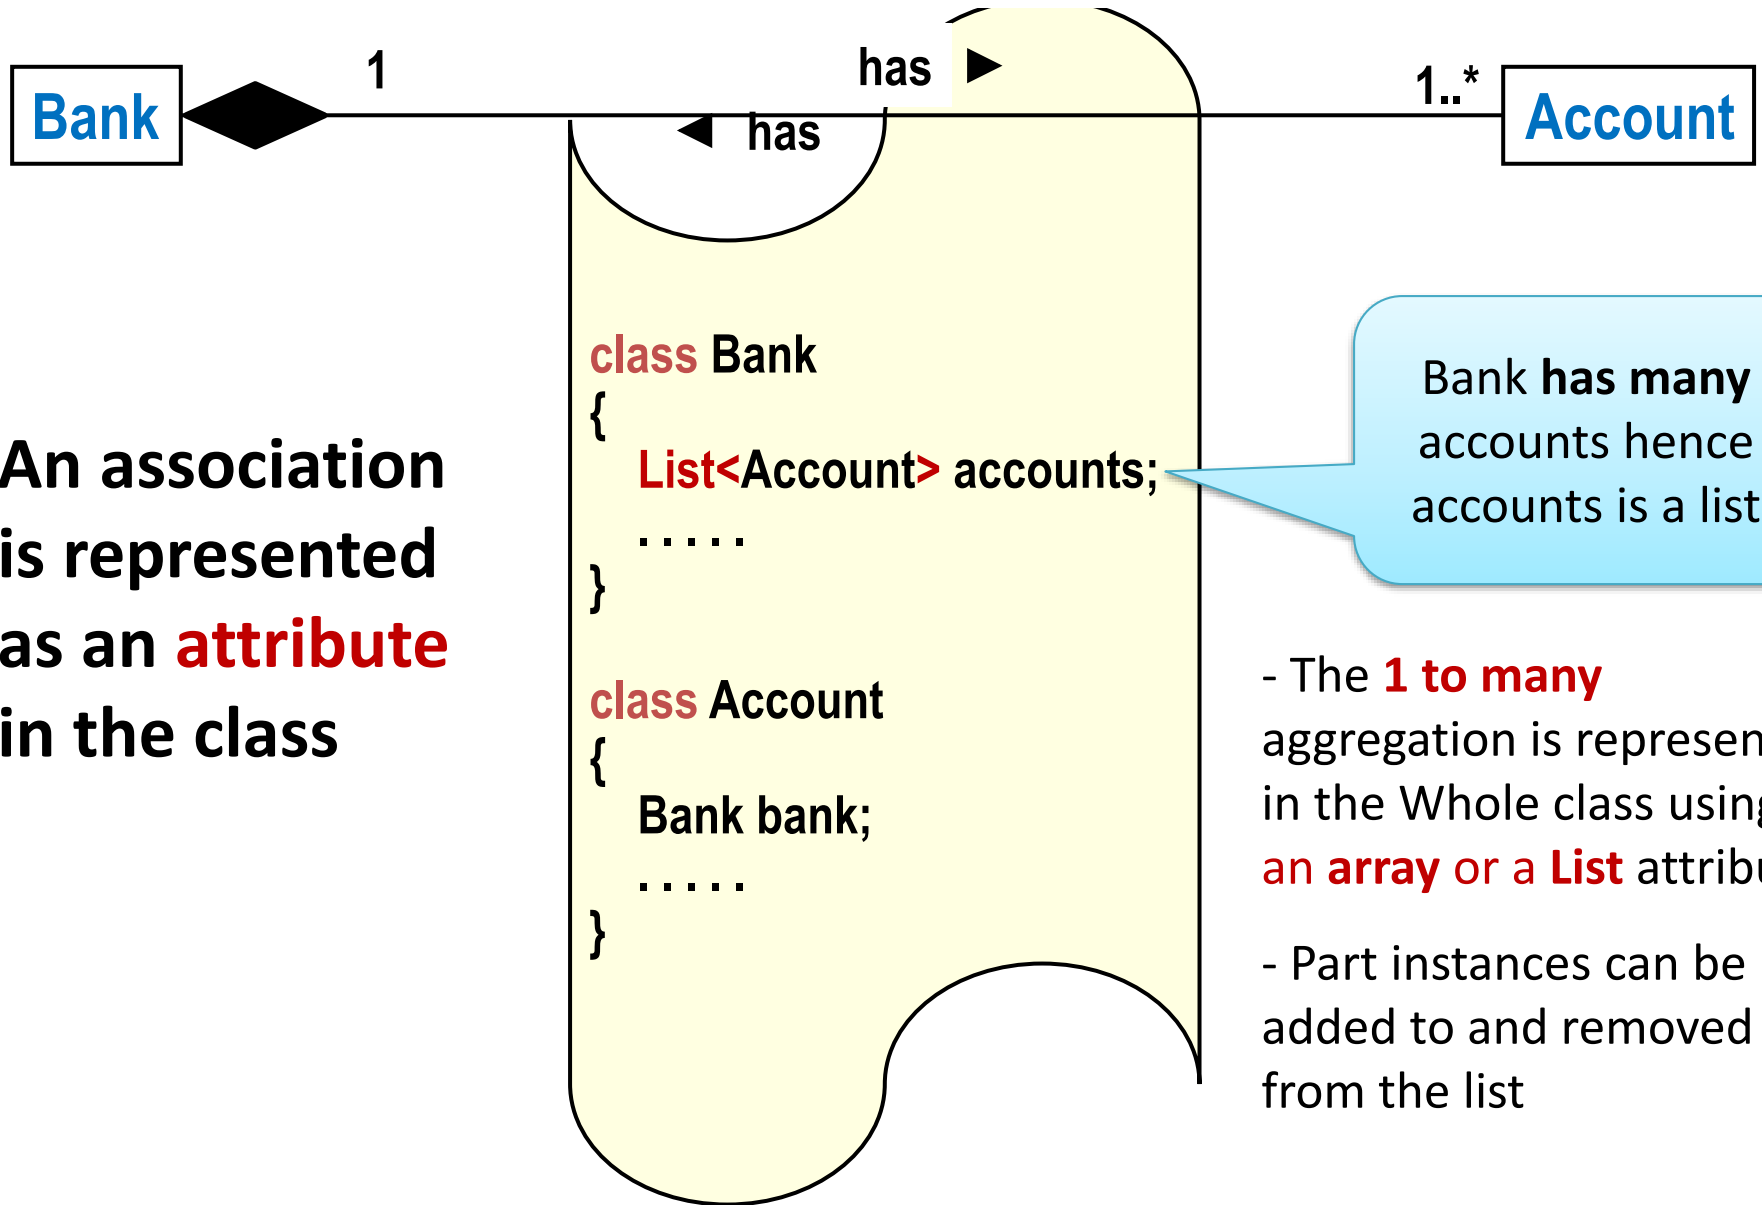 Bank
1
has ►
◄ has
1..*
Account
An association
is represented
as an attribute
in the class
class Bank
{
List<Account> accounts;
. . . . .
}
class Account
{
Bank bank;
. . . . .
}
Bank has many
accounts hence
accounts is a list
- The 1 to many
aggregation is represen
in the Whole class using
an array or a List attribu
- Part instances can be
added to and removed
from the list